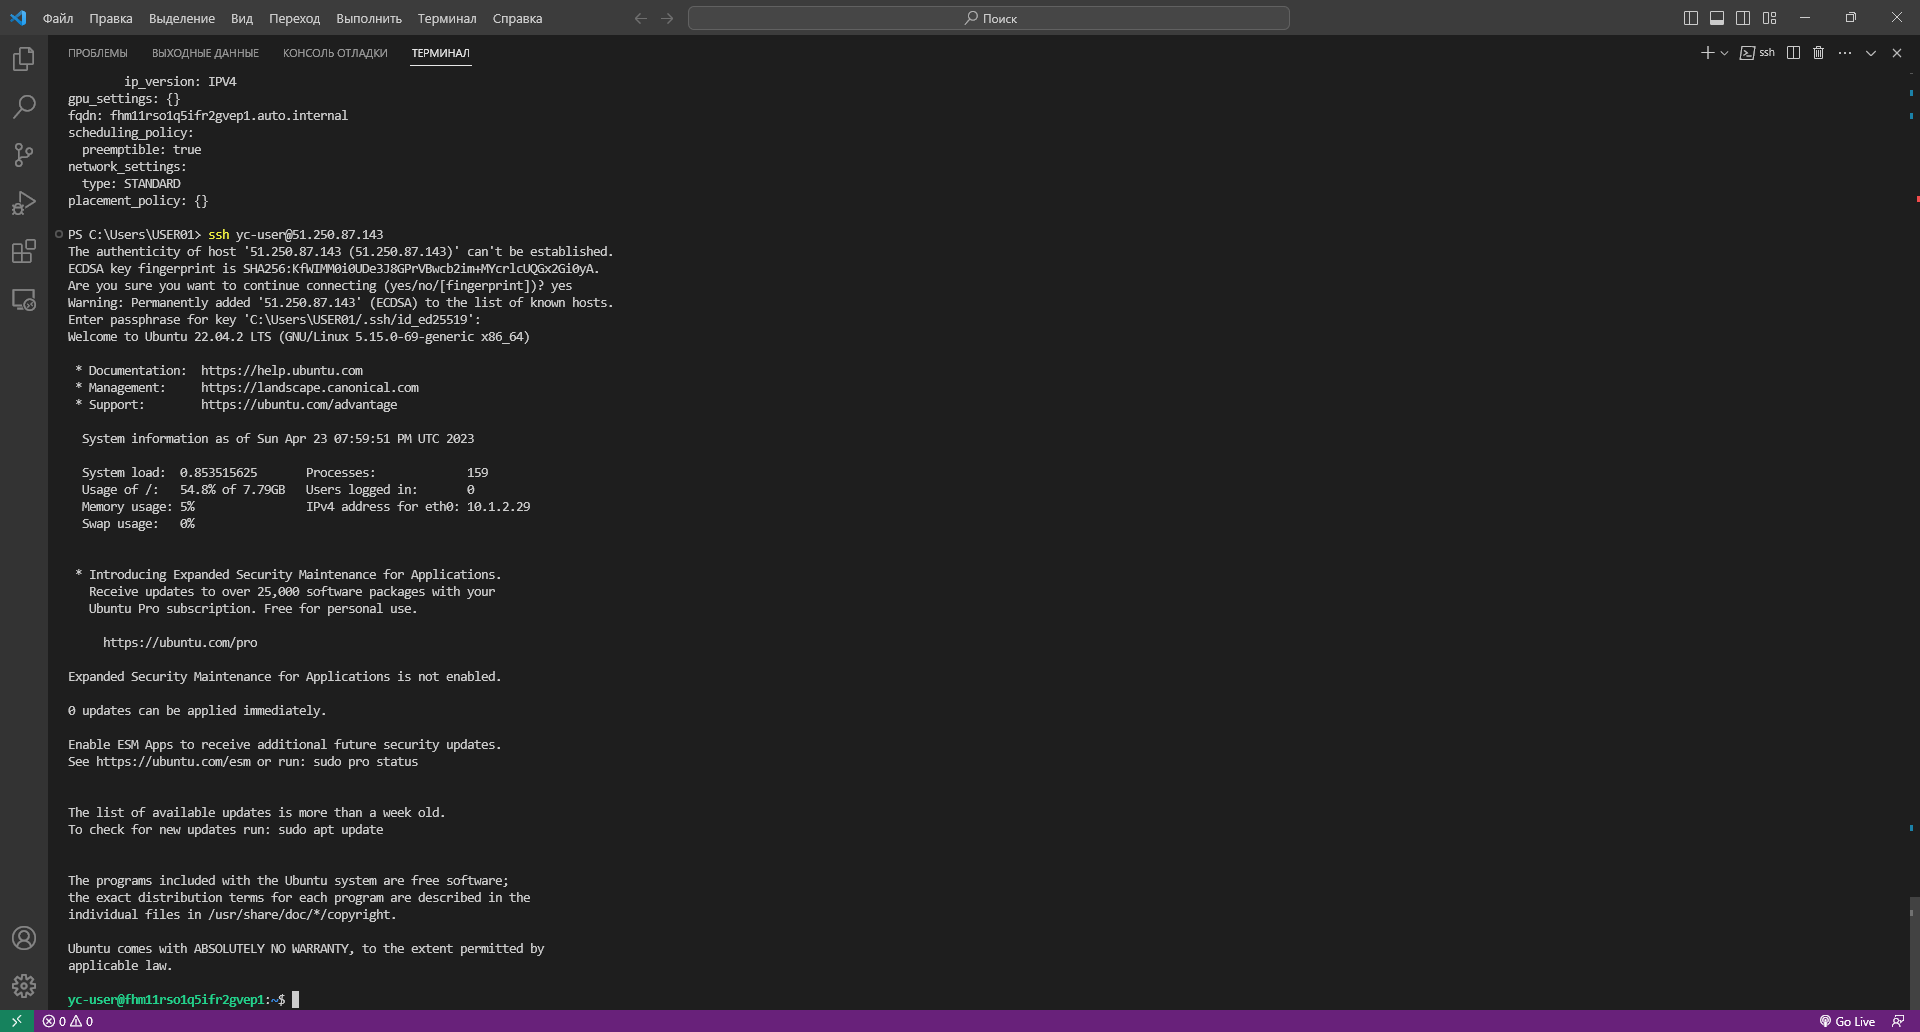 Файл Правка Выделение Вид Переход Выполнить Терминал Справка Поиск
ПРОБЛЕМЫ ВЫХОДНЫЕ ДАННЫЕ КОНСОЛЬ ОТЛАДКИ ТЕРМИНАЛ ssh
ip_version: IPV4
gpu_settings: {}
fqdn: fhm11rso1q5ifr2gvep1.auto.internal
scheduling_policy:
preemptible: true
network_settings:
type: STANDARD
placement_policy: {}
PS C:\Users\USER01> ssh yc-user@51.250.87.143
The authenticity of host '51.250.87.143 (51.250.87.143)' can't be established.
ECDSA key fingerprint is SHA256:KfWIMM0i0UDe3J8GPrVBwcb2im+MYcrlcUQGx2Gi0yA.
Are you sure you want to continue connecting (yes/no/[fingerprint])? yes
Warning: Permanently added '51.250.87.143' (ECDSA) to the list of known hosts.
Enter passphrase for key 'C:\Users\USER01/.ssh/id_ed25519':
Welcome to Ubuntu 22.04.2 LTS (GNU/Linux 5.15.0-69-generic x86_64)
* Documentation: https://help.ubuntu.com
* Management: https://landscape.canonical.com
* Support: https://ubuntu.com/advantage
System information as of Sun Apr 23 07:59:51 PM UTC 2023
System load: 0.853515625 Processes: 159
Usage of /: 54.8% of 7.79GB Users logged in: 0
Memory usage: 5% IPv4 address for eth0: 10.1.2.29
Swap usage: 0%
* Introducing Expanded Security Maintenance for Applications.
Receive updates to over 25,000 software packages with your
Ubuntu Pro subscription. Free for personal use.
https://ubuntu.com/pro
Expanded Security Maintenance for Applications is not enabled.
0 updates can be applied immediately.
Enable ESM Apps to receive additional future security updates.
See https://ubuntu.com/esm or run: sudo pro status
The list of available updates is more than a week old.
To check for new updates run: sudo apt update
The programs included with the Ubuntu system are free software;
the exact distribution terms for each program are described in the
individual files in /usr/share/doc/*/copyright.
Ubuntu comes with ABSOLUTELY NO WARRANTY, to the extent permitted by
applicable law.
yc-user@fhm11rso1q5ifr2gvep1:~$
0 0 Go Live